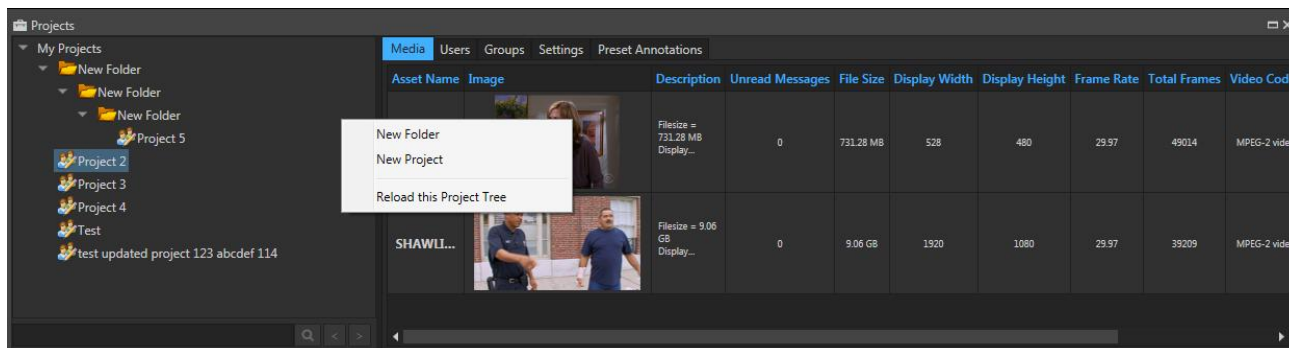 Projects
My Projects
New Folder
New Folder
New Folder
Project 5
Project 2
Project 3
Project 4
Test
test updated project 123 abcdef 114
Media Users Groups Settings Preset Annotations
Asset Name Image Description Unread Messages File Size Display Width Display Height Frame Rate Total Frames Video Cod
Filesize =
731.28 MB
Display...
0 731.28 MB 528 480 29.97 49014 MPEG-2 vide
New Folder
New Project
Reload this Project Tree
SHAWLI...
Filesize = 9.06
GB
Display...
0 9.06 GB 1920 1080 29.97 39209 MPEG-2 vide